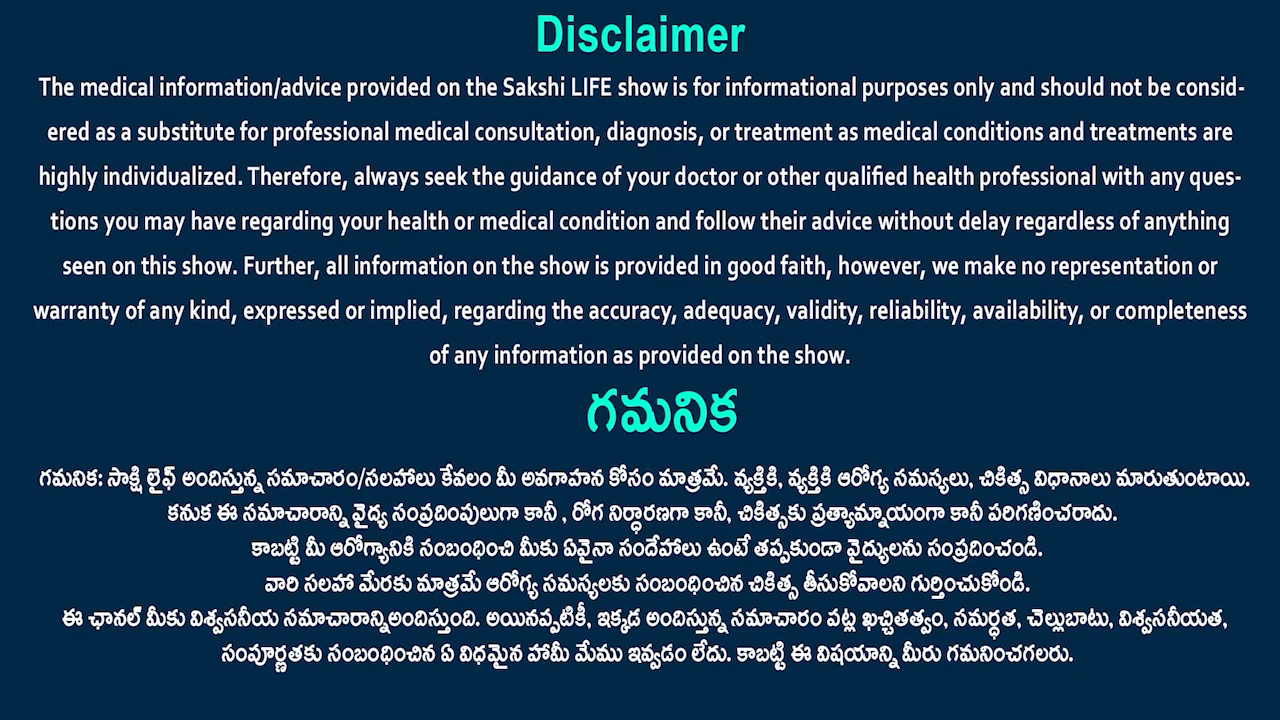 Disclaimer
The medical information/advice provided on the Sakshi LIFE show is for informational purposes only and should not be consid-
ered as a substitute for professional medical consultation, diagnosis, or treatment as medical conditions and treatments are
highly individualized. Therefore, always seek the guidance of your doctor or other qualified health professional with any ques-
tions you may have regarding your health or medical condition and follow their advice without delay regardless of anything
seen on this show. Further, all information on the show is provided in good faith, however, we make no representation or
warranty of any kind, expressed or implied, regarding the accuracy, adequacy, validity, reliability, availability, or completeness
of any information as provided on the show.
గమనిక
గమనిక: సాక్షి లైఫ్ అందిస్తున్న సమాచారం/సలహాలు కేవలం మీ అవగాహన కోసం మాత్రమే. వ్యక్తికి, వ్యక్తికి ఆరోగ్య సమస్యలు, చికిత్స విధానాలు మారుతుంటాయి.
కనుక ఈ సమాచారాన్ని వైద్య సంప్రదింపులుగా కానీ , రోగ నిర్ధారణగా కానీ, చికిత్సకు ప్రత్యామ్నాయంగా కానీ పరిగణించరాదు.
కాబట్టి మీ ఆరోగ్యానికి సంబంధించి మీకు ఏవైనా సందేహాలు ఉంటే తప్పకుండా వైద్యులను సంప్రదించండి.
వారి సలహా మేరకు మాత్రమే ఆరోగ్య సమస్యలకు సంబంధించిన చికిత్స తీసుకోవాలని గుర్తించుకోండి.
ఈ ఛానల్ మీకు విశ్వసనీయ సమాచారాన్నిఅందిస్తుంది. అయినప్పటికీ, ఇక్కడ అందిస్తున్న సమాచారం పట్ల ఖచ్చితత్వం, సమర్ధత, చెల్లుబాటు, విశ్వసనీయత,
సంపూర్ణతకు సంబంధించిన ఏ విధమైన హామీ మేము ఇవ్వడం లేదు. కాబట్టి ఈ విషయాన్ని మీరు గమనించగలరు.